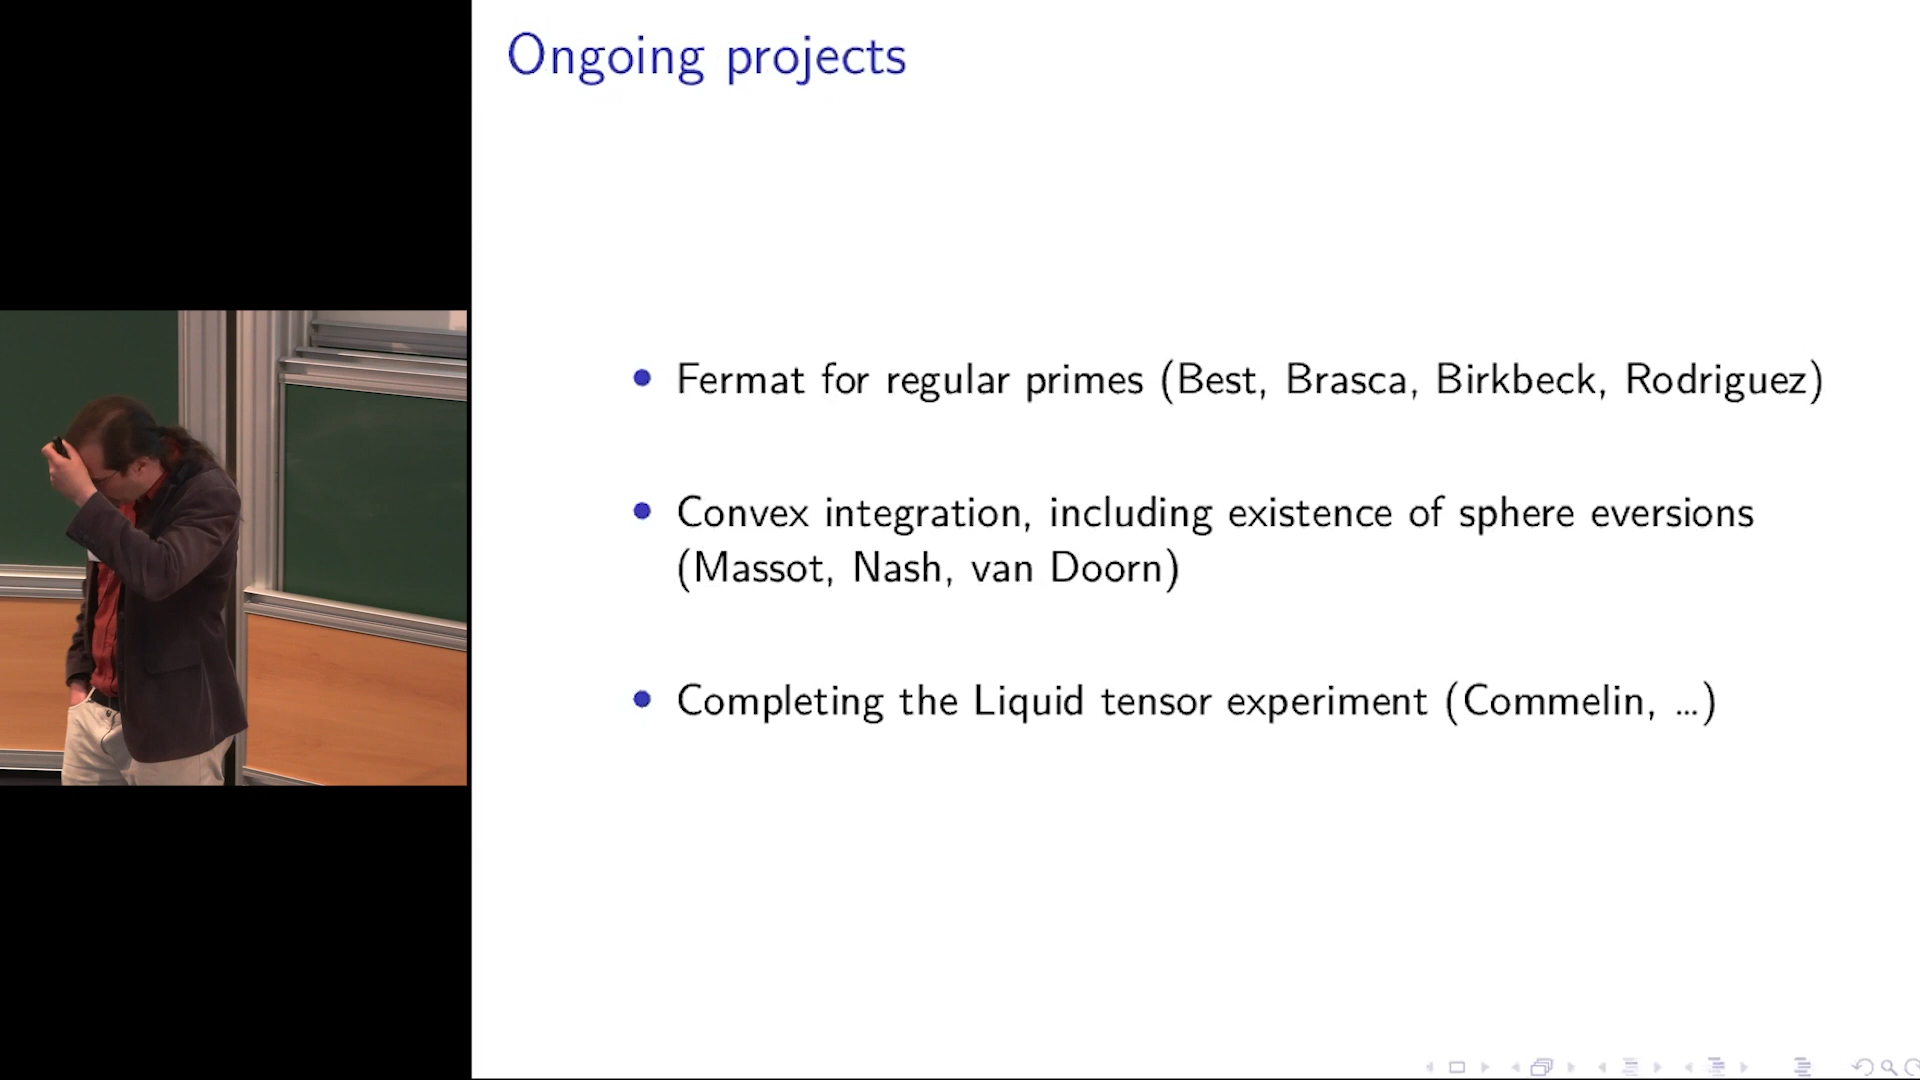 Ongoing projects
Fermat for regular primes (Best, Brasca, Birkbeck, Rodriguez)
Convex integration, including existence of sphere eversions
(Massot, Nash, van Doorn)
Completing the Liquid tensor experiment (Commelin, ...)